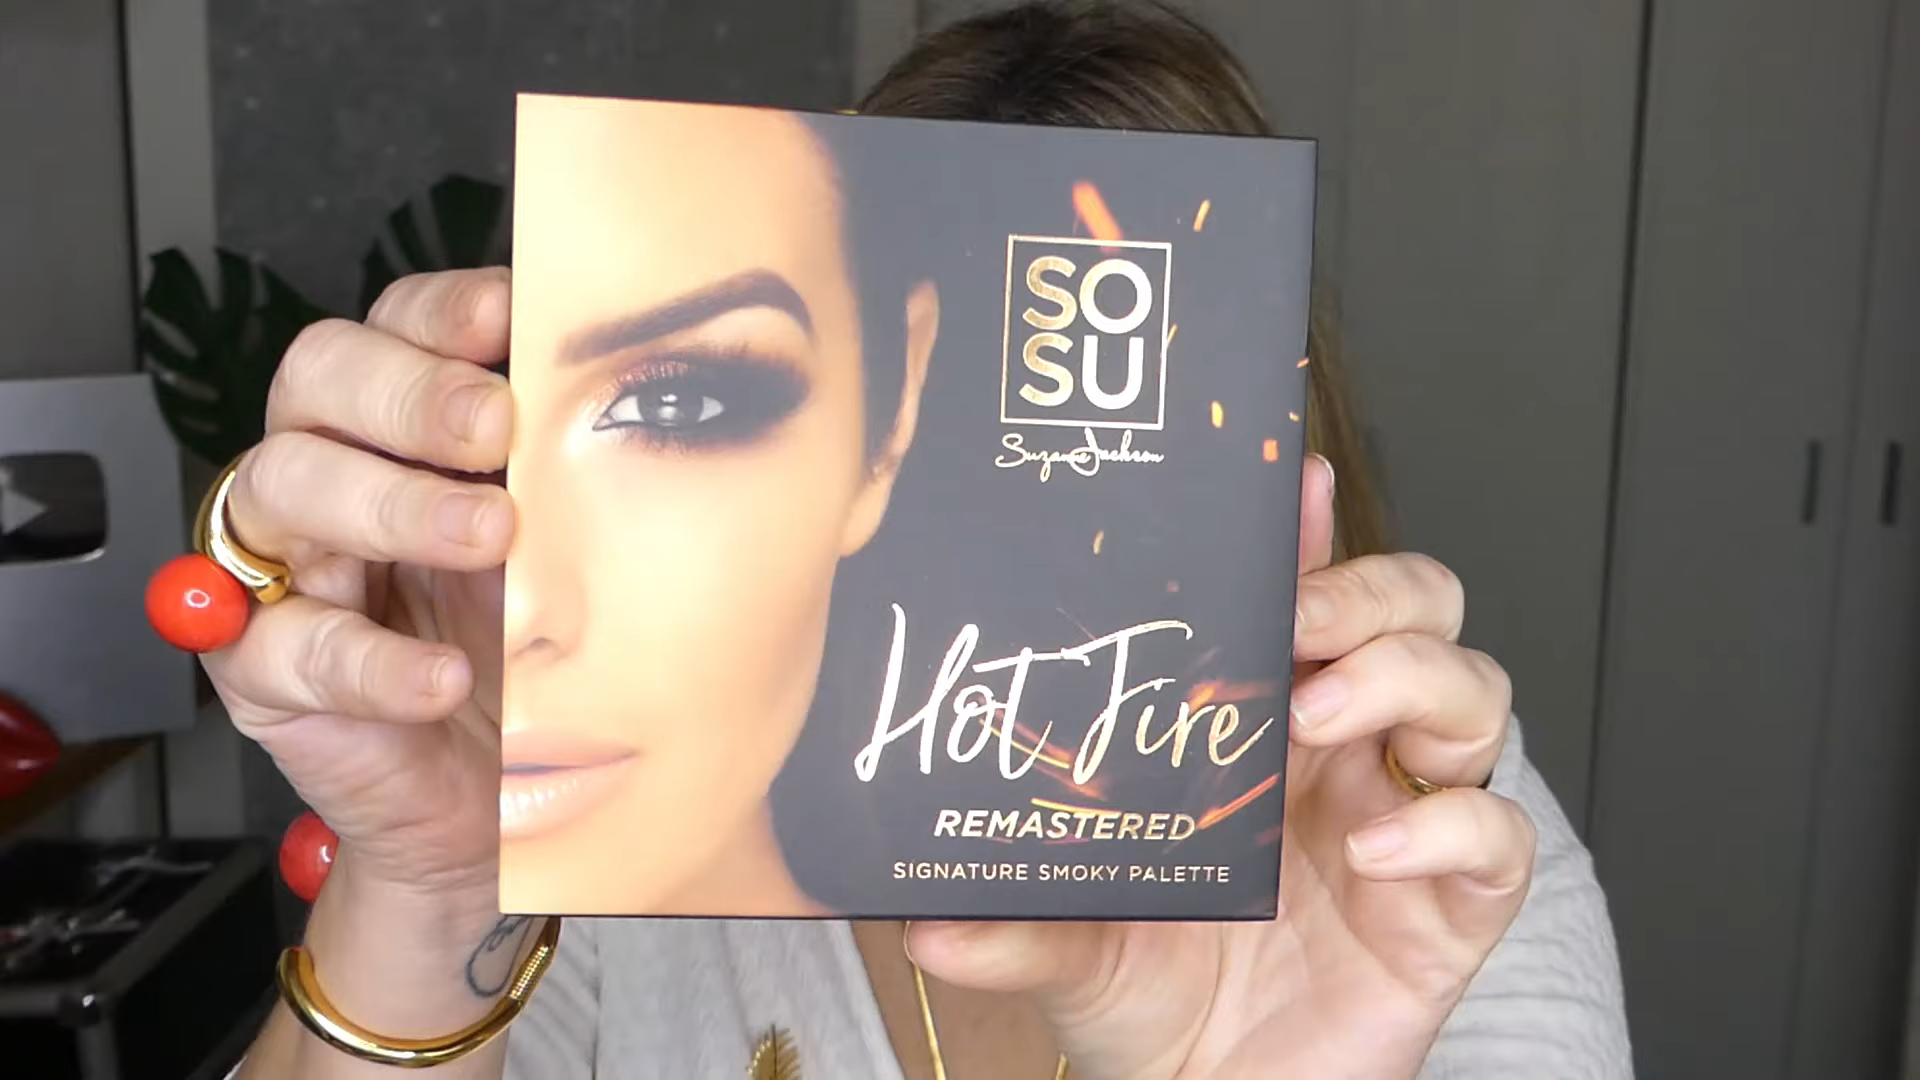 SO
SU
Suzanne Jackson
Hot Fire
REMASTERED
SIGNATURE SMOKY PALETTE